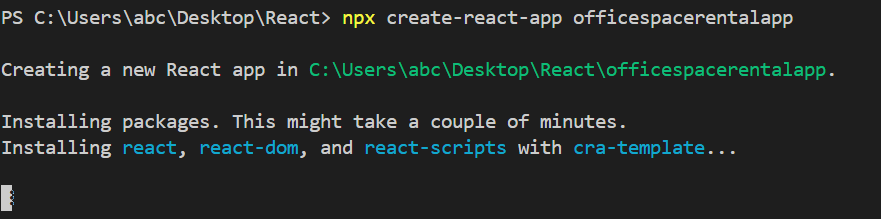 PS C:\Users\abc\Desktop\React> npx create-react-app officespacerentalapp
Creating a new React app in C:\Users\abc\Desktop\React\officespacerentalapp.
Installing packages. This might take a couple of minutes.
Installing react, react-dom, and react-scripts with cra-template...